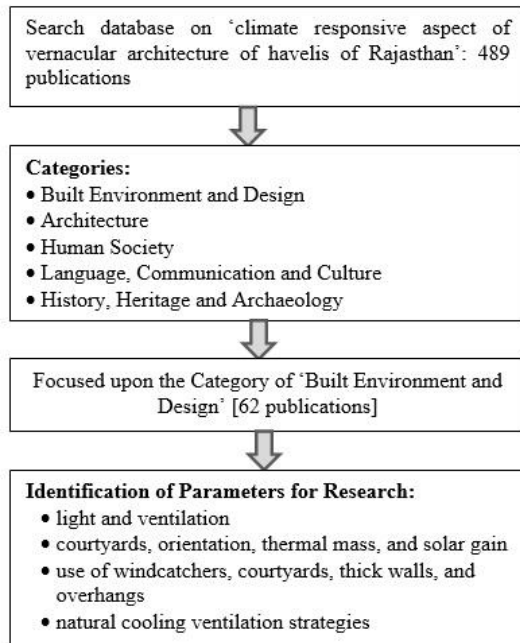 Search database on ‘climate responsive aspect of
vernacular architecture of havelis of Rajasthan’: 489
publications
Categories:
• Built Environment and Design
• Architecture
• Human Society
• Language, Communication and Culture
• History, Heritage and Archaeology
Focused upon the Category of ‘Built Environment and
Design’ [62 publications]
Identification of Parameters for Research:
• light and ventilation
• courtyards, orientation, thermal mass, and solar gain
• use of windcatchers, courtyards, thick walls, and
overhangs
• natural cooling ventilation strategies